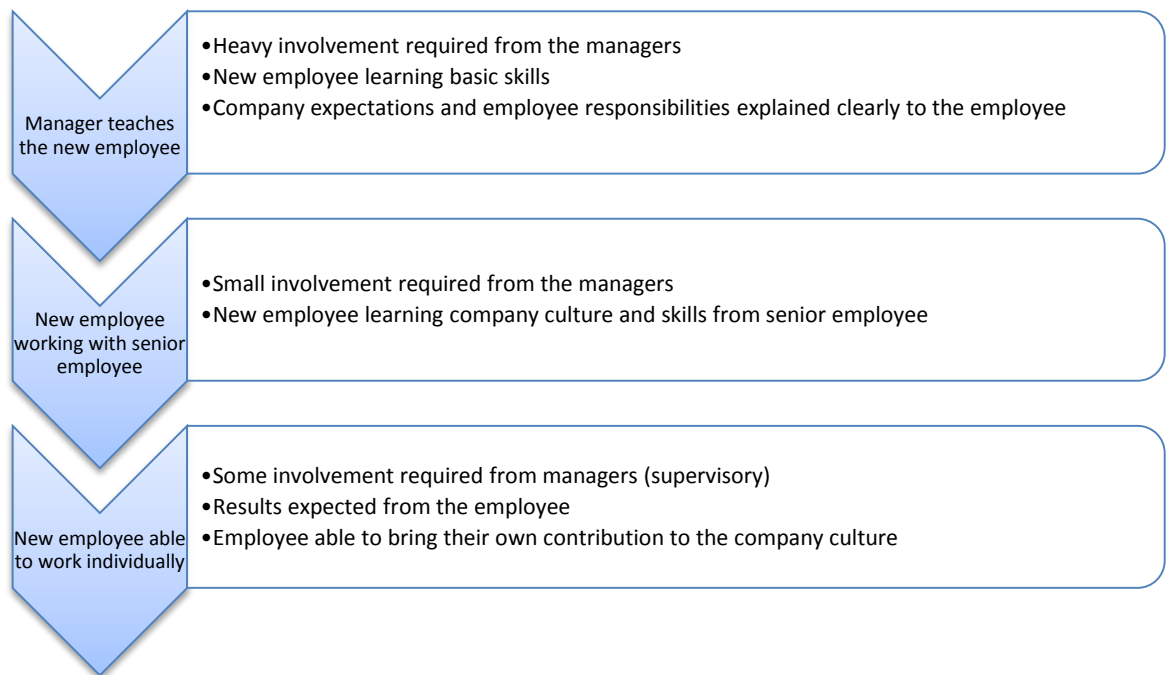 Manager teaches
the new employee
•Heavy involvement required from the managers
•New employee learning basic skills
•Company expectations and employee responsibilities explained clearly to the employee
New employee
working with senior
employee
•Small involvement required from the managers
•New employee learning company culture and skills from senior employee
New employee able
to work individually
•Some involvement required from managers (supervisory)
•Results expected from the employee
•Employee able to bring their own contribution to the company culture